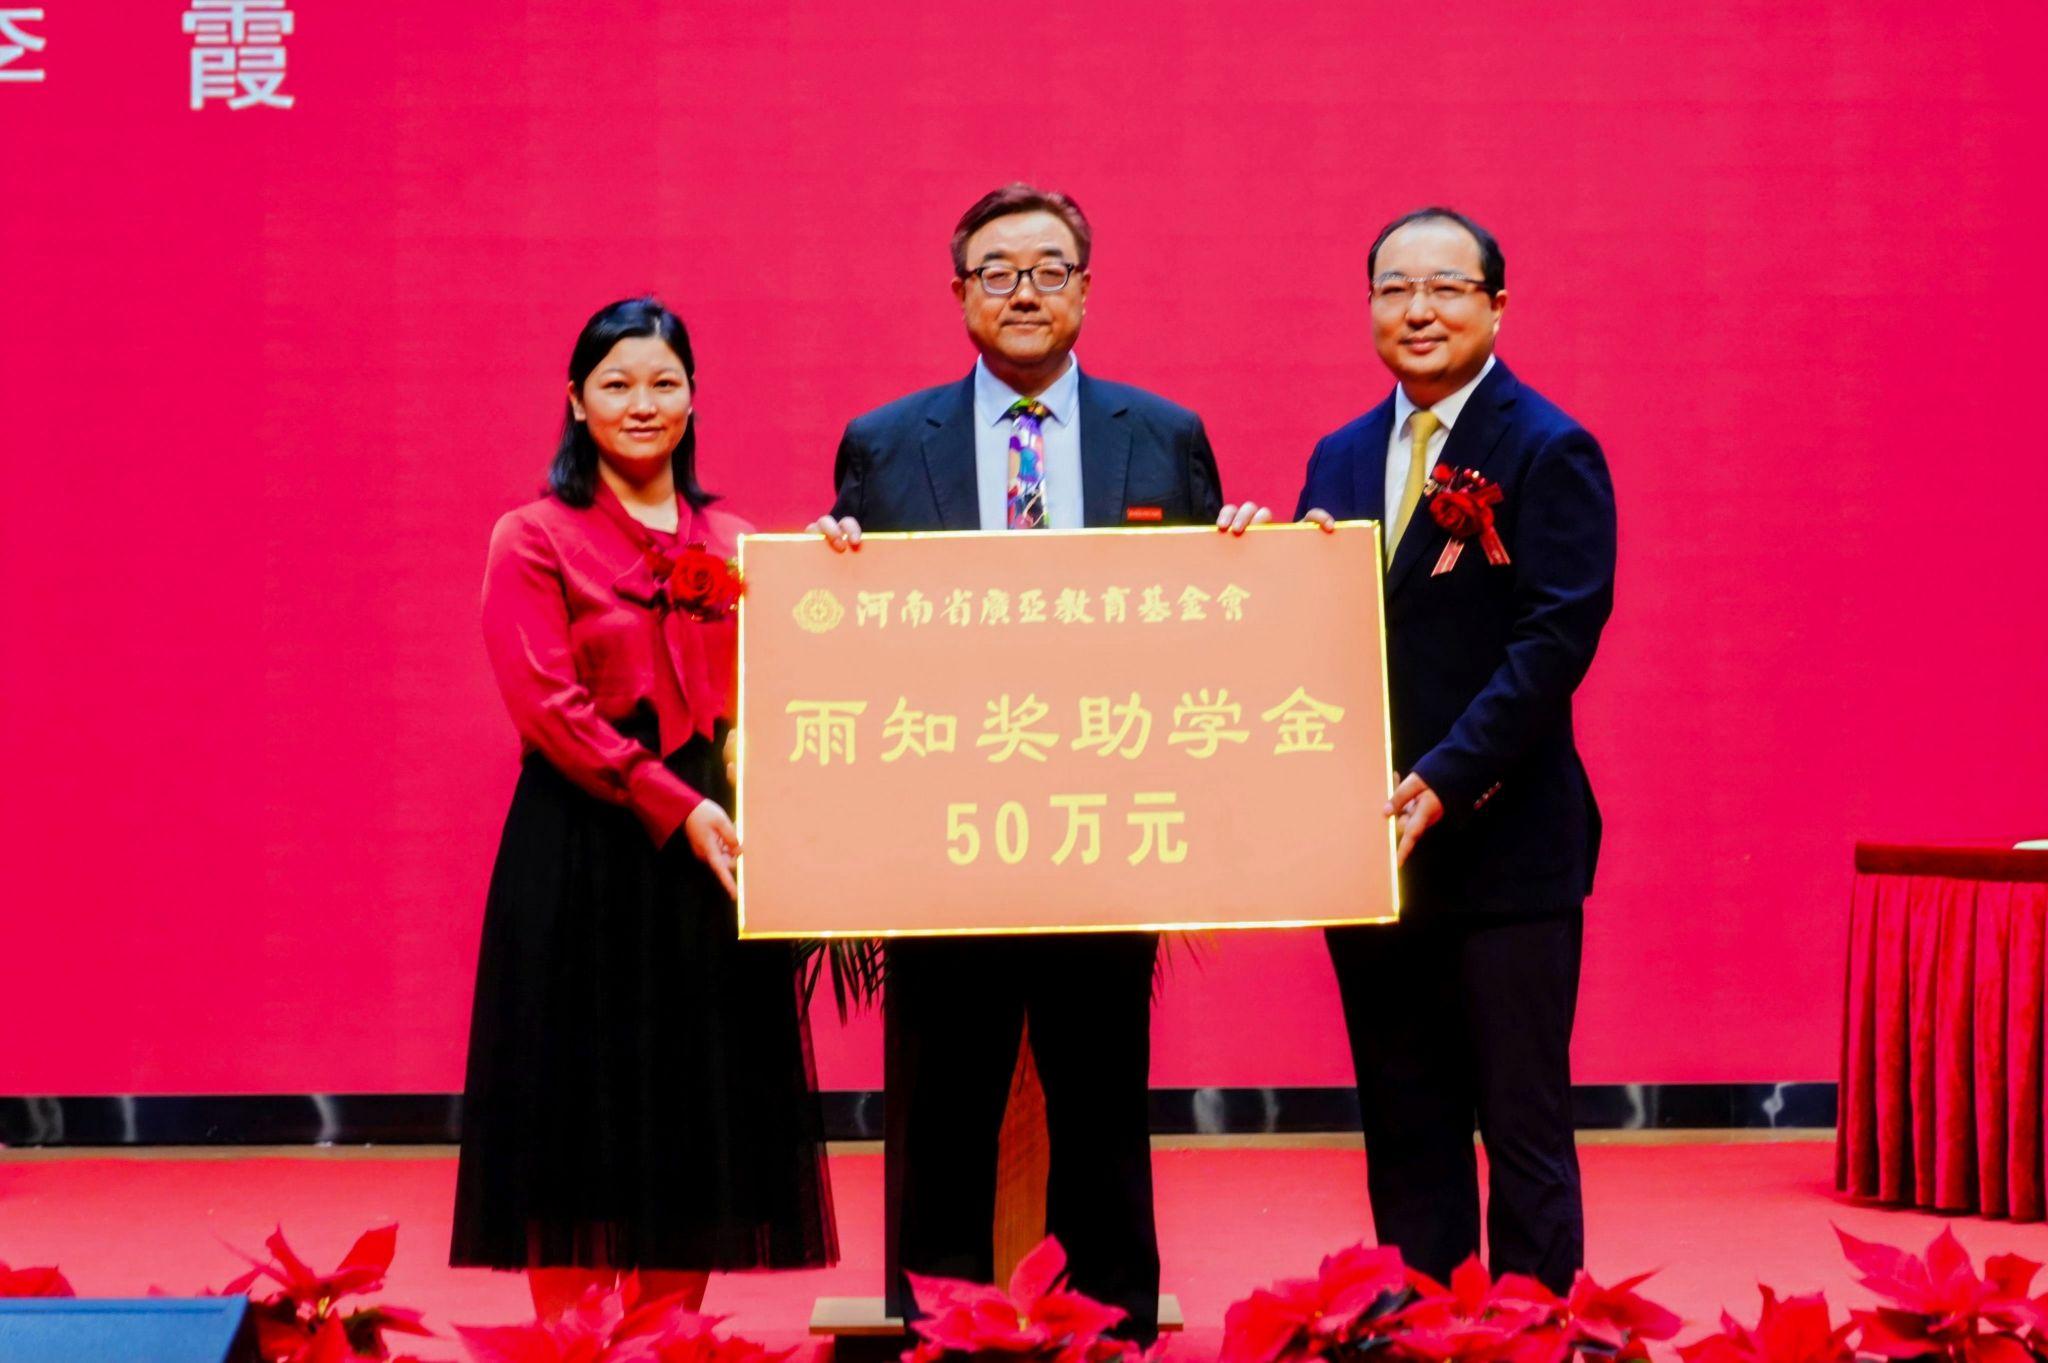 霞
河南省廣亞教育基金會
雨知奖助学金
50万元